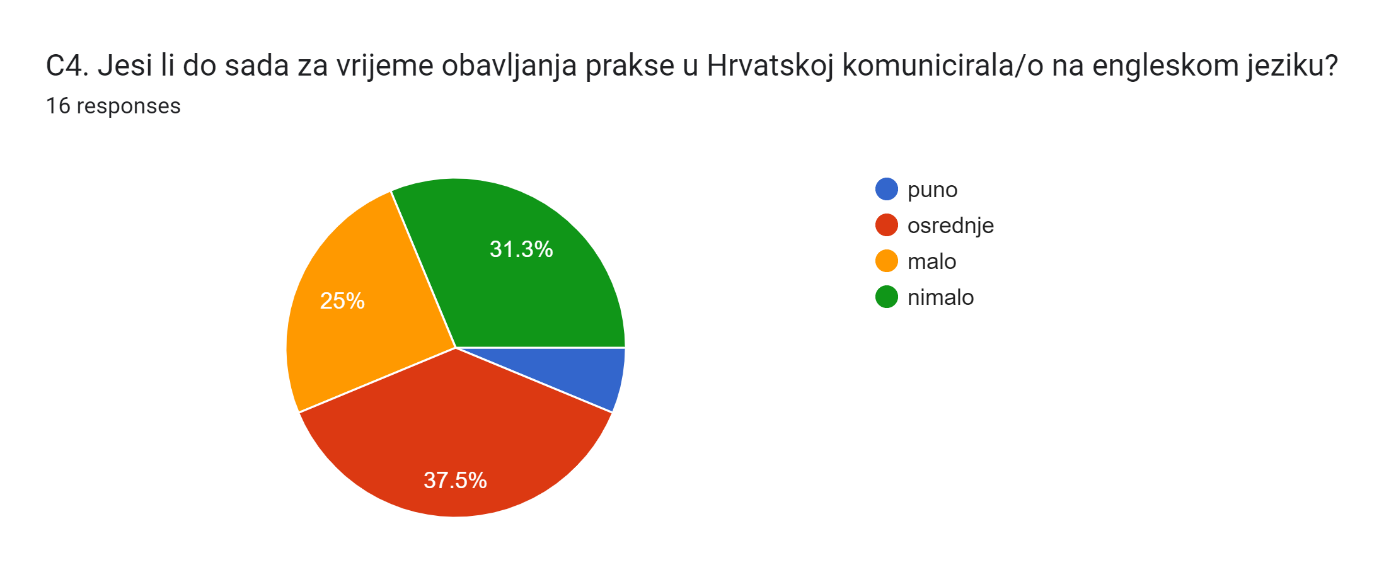 C4. Jesi li do sada za vrijeme obavljanja prakse u Hrvatskoj komunicirala/o na engleskom jeziku?
16 responses
puno
osrednje
malo
nimalo
31.3%
25%
37.5%